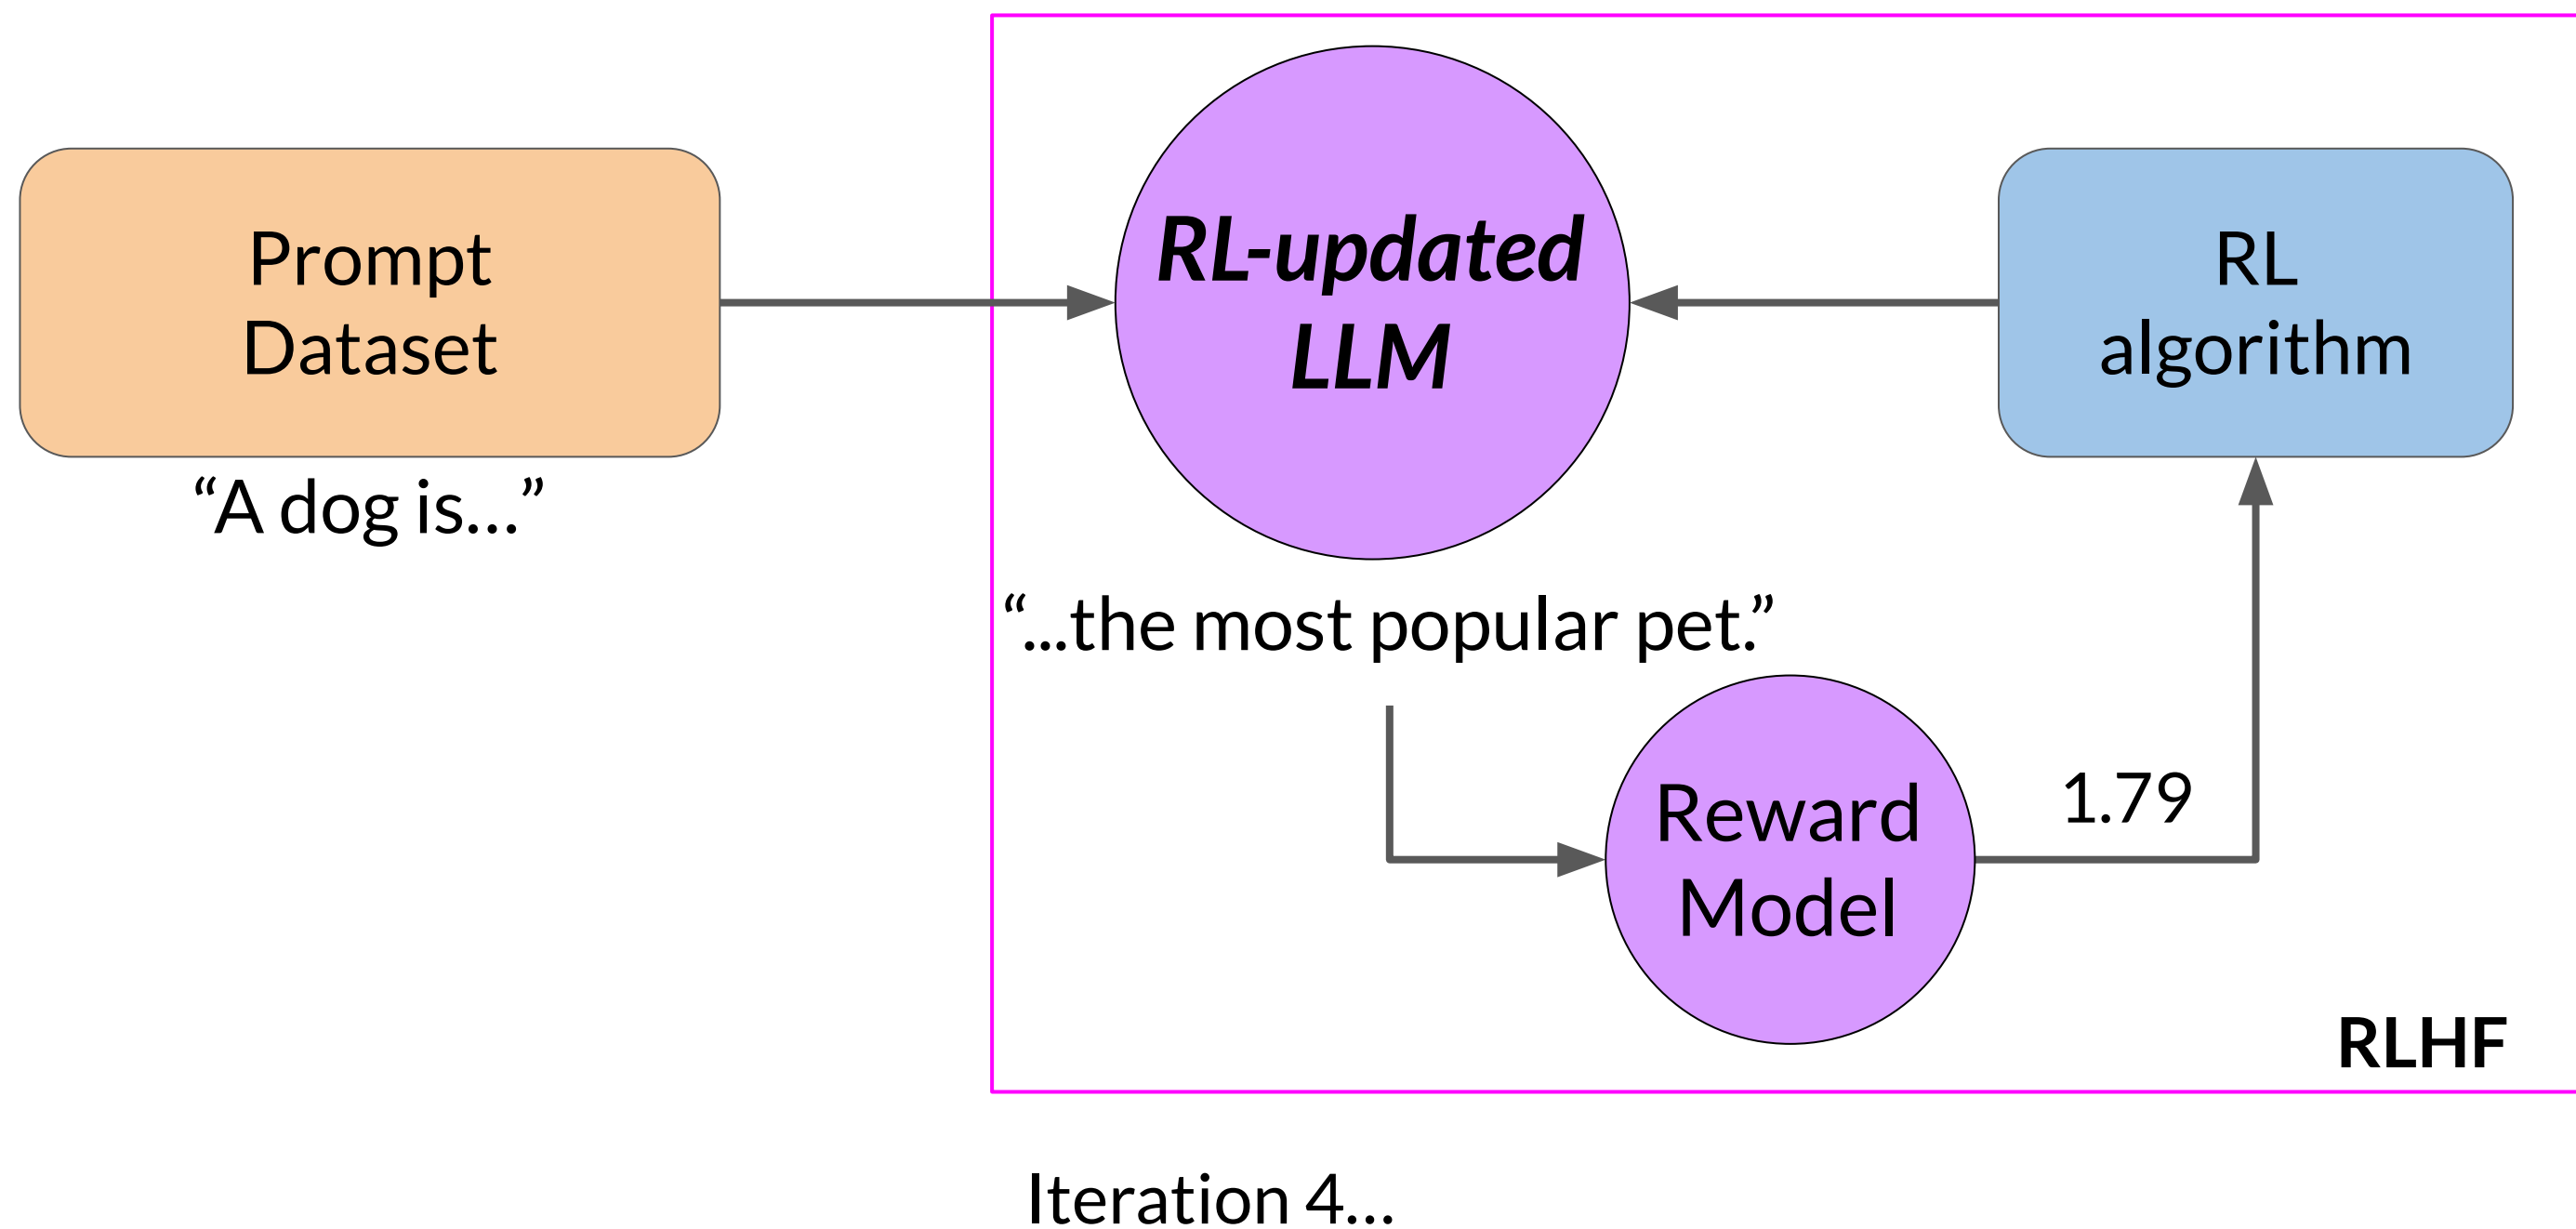 Prompt
Dataset
“A dog is…”
RL-updated
LLM
“...the most popular pet.”
RL
algorithm
Reward
Model
1.79
RLHF
Iteration 4…